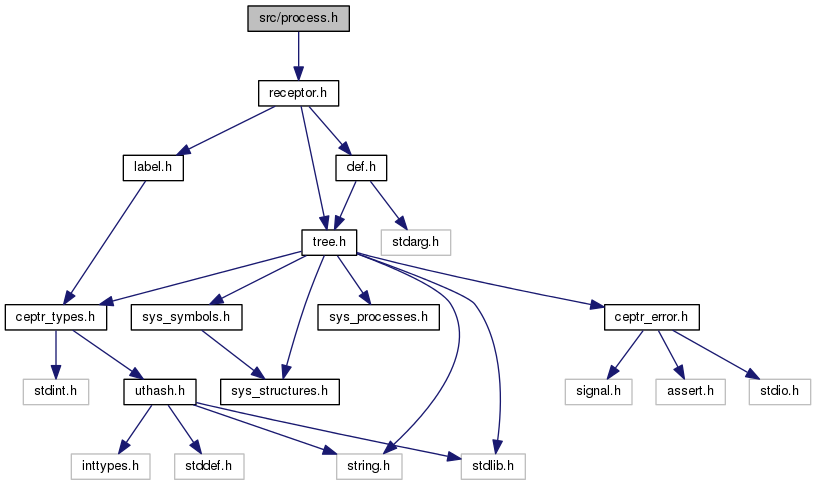 src/process.h
receptor.h
label.h
def.h
tree.h
stdarg.h
ceptr_types.h
sys_symbols.h
sys_processes.h
ceptr_error.h
stdint.h
uthash.h
sys_structures.h
signal.h
assert.h
stdio.h
inttypes.h
stddef.h
string.h
stdlib.h